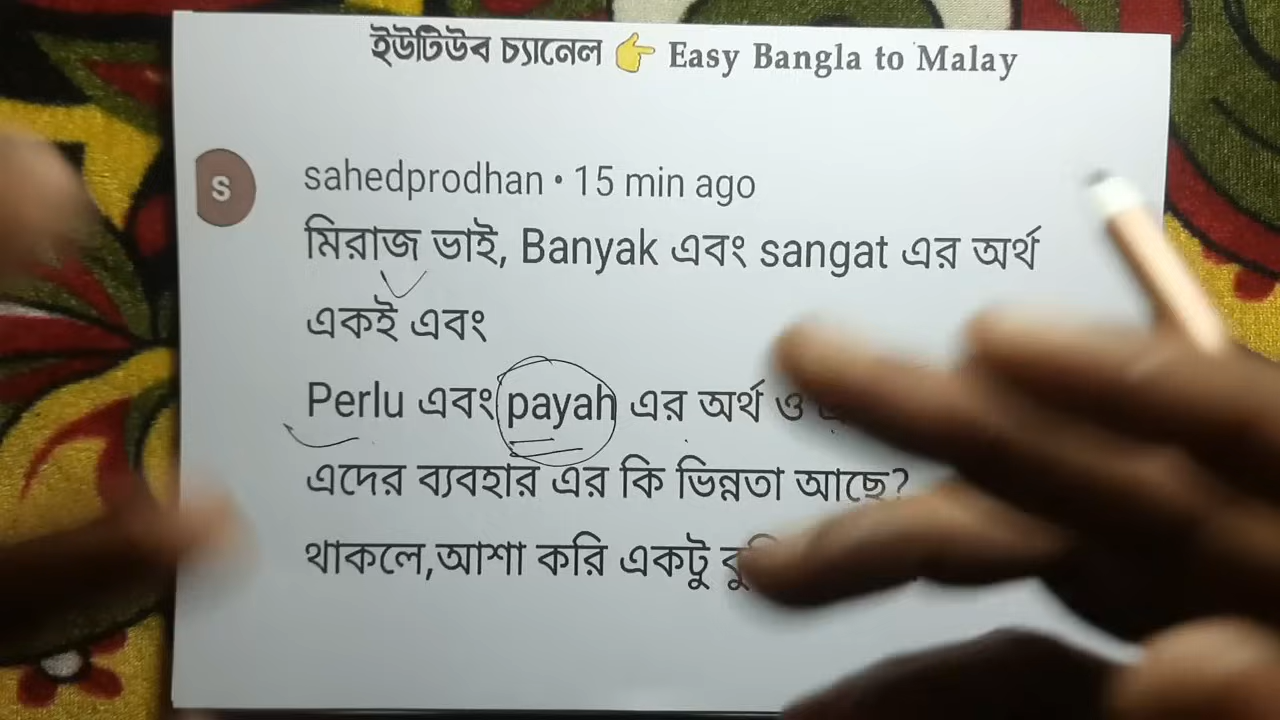 ইউটিউব চ্যানেল 👉 Easy Bangla to Malay
S
sahedprodhan • 15 min ago
মিরাজ ভাই, Banyak এবং sangat এর অর্থ
একই এবং
Perlu এবং payah এর অর্থ ও
এদের ব্যবহার এর কি ভিন্নতা আছে?
থাকলে,আশা করি একটু